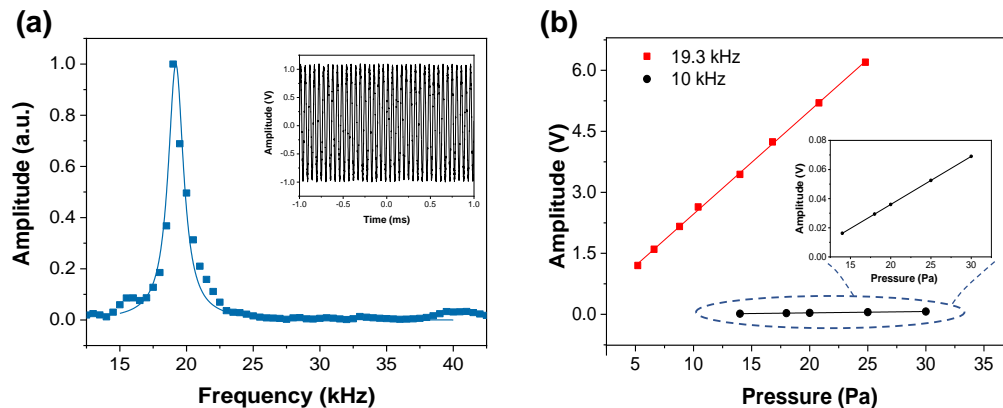 (a)
1.0
0.8
0.6
0.4
0.2
0.0
Amplitude (a.u.)
15 20 25 30 35 40
Frequency (kHz)
1.0
0.5
0.0
-0.5
-1.0
Amplitude (V)
-1.0 -0.5 0.0 0.5 1.0
Time (ms)
(b)
19.3 kHz
10 kHz
6.0
4.5
3.0
1.5
0.0
Amplitude (V)
5 10 15 20 25 30 35
Pressure (Pa)
0.08
0.06
0.04
0.02
0.00
Amplitude (V)
15 20 25 30
Pressure (Pa)